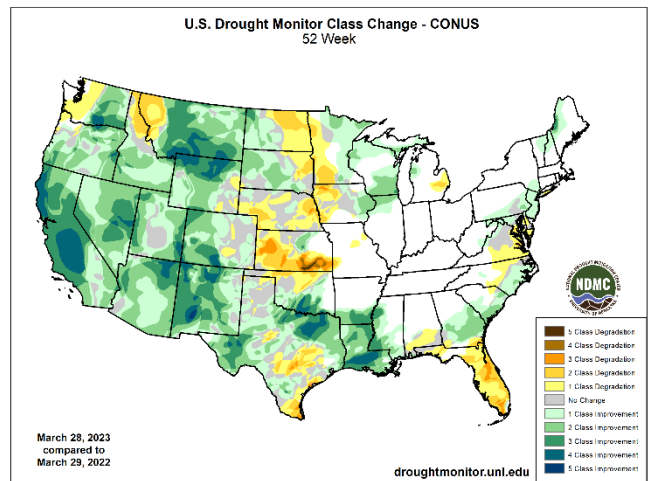 U.S. Drought Monitor Class Change - CONUS
52 Week
NDMC
5 Class Degradation
4 Class Degradation
3 Class Degradation
2 Class Degradation
1 Class Degradation
No Change
1 Class Improvement
2 Class Improvement
3 Class Improvement
4 Class Improvement
5 Class Improvement
March 28, 2023
compared to
March 29, 2022
droughtmonitor.unl.edu